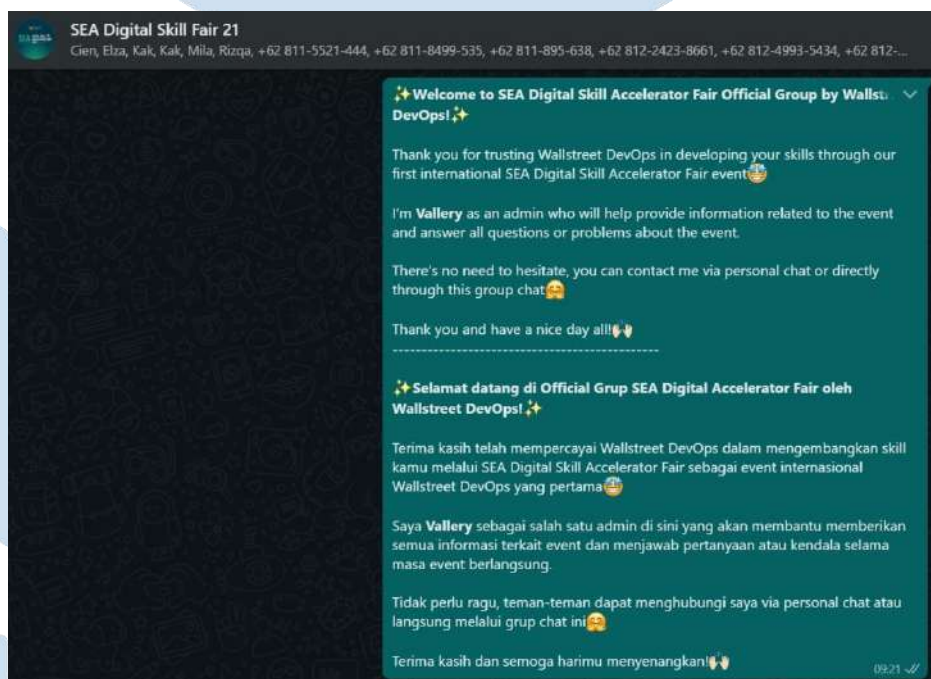 SEA Digital Skill Fair 21
Cien, Elza, Kak, Kak, Mila, Rizqa, +62 811-5521-444, +62 811-8499-535, +62 811-895-638, +62 812-2423-8661, +62 812-4993-5434, +62 812-...
✨Welcome to SEA Digital Skill Accelerator Fair Official Group by Wallst
DevOps!✨
Thank you for trusting Wallstreet DevOps in developing your skills through our
first international SEA Digital Skill Accelerator Fair event🥳
I'm Vallery as an admin who will help provide information related to the event
and answer all questions or problems about the event.
There's no need to hesitate, you can contact me via personal chat or directly
through this group chat🤗
Thank you and have a nice day all!🙌🏻
----------------------------------------------
✨Selamat datang di Official Grup SEA Digital Accelerator Fair oleh
Wallstreet DevOps!✨
Terima kasih telah mempercayai Wallstreet DevOps dalam mengembangkan skill
kamu melalui SEA Digital Skill Accelerator Fair sebagai event internasional
Wallstreet DevOps yang pertama🥳
Saya Vallery sebagai salah satu admin di sini yang akan membantu memberikan
semua informasi terkait event dan menjawab pertanyaan atau kendala selama
masa event berlangsung.
Tidak perlu ragu, teman-teman dapat menghubungi saya via personal chat atau
langsung melalui grup chat ini🤗
Terima kasih dan semoga harimu menyenangkan!🙌🏻
09:21